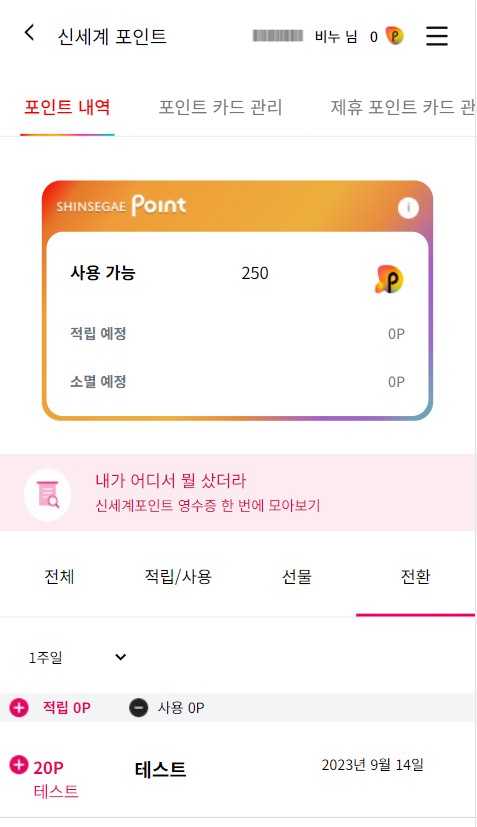 신세계 포인트 비누 님 0
포인트 내역 포인트 카드 관리 제휴 포인트 카드 관
SHINSEGAE Point
사용 가능 250
적립 예정 0P
소멸 예정 0P
내가 어디서 뭘 샀더라
신세계포인트 영수증 한 번에 모아보기
전체 적립/사용 선물 전환
1주일
적립 0P 사용 0P
20P 테스트 2023년 9월 14일
테스트